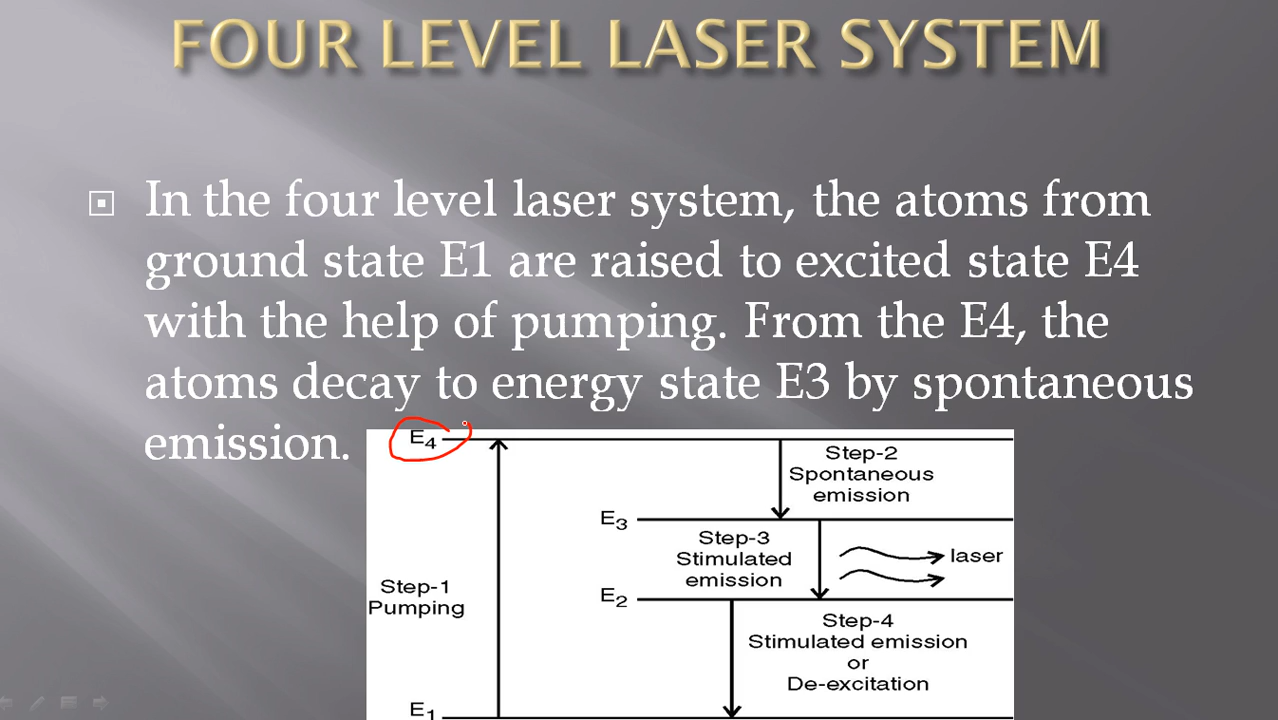 FOUR LEVEL LASER SYSTEM
In the four level laser system, the atoms from
ground state E1 are raised to excited state E4
with the help of pumping. From the E4, the
atoms decay to energy state E3 by spontaneous
emission.
E4
Step-2
Spontaneous
emission
E3
Step-3
Stimulated
emission
laser
Step-1
Pumping
E2
Step-4
Stimulated emission
or
De-excitation
E1